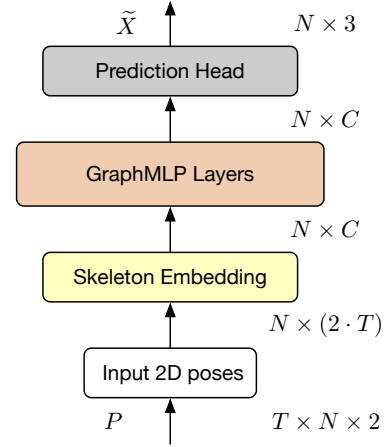 X̃ N × 3
Prediction Head
N × C
GraphMLP Layers
N × C
Skeleton Embedding
N × (2 · T)
Input 2D poses
P T × N × 2